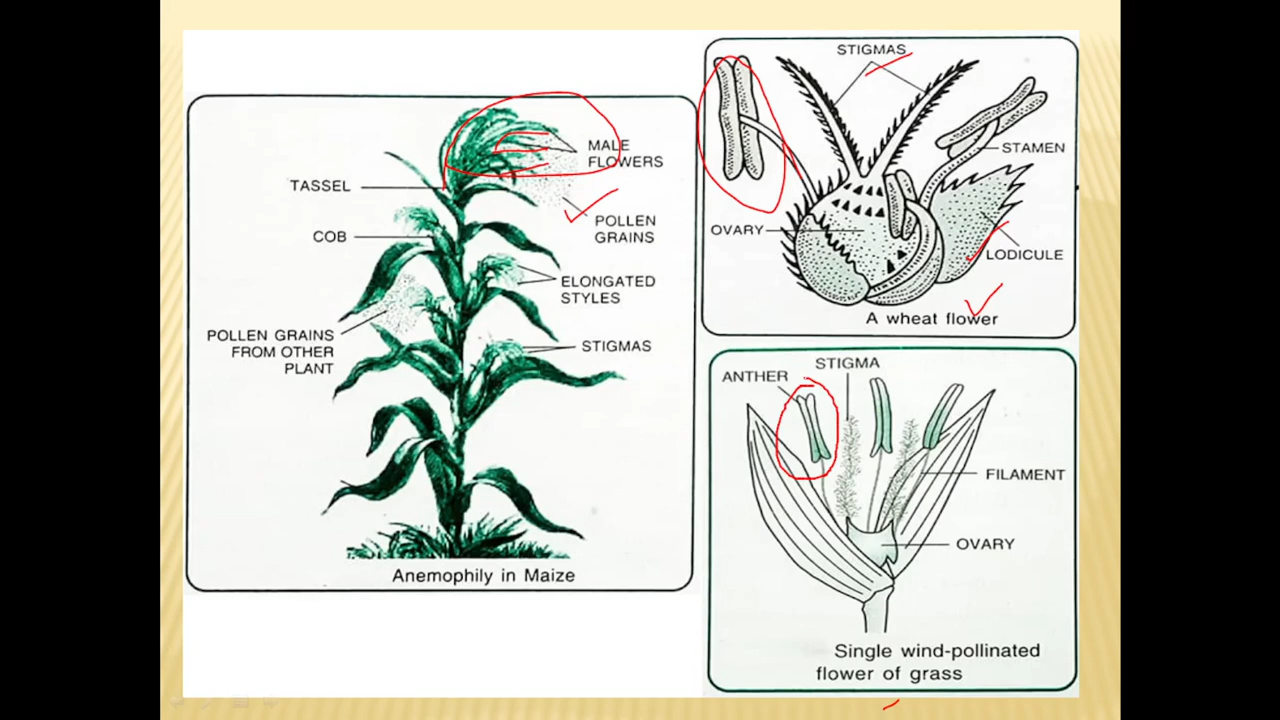 MALE
FLOWERS
TASSEL
POLLEN
GRAINS
COB
ELONGATED
STYLES
POLLEN GRAINS
FROM OTHER
PLANT
STIGMAS
Anemophily in Maize
STIGMAS
STAMEN
OVARY
LODICULE
A wheat flower
STIGMA
ANTHER
FILAMENT
OVARY
Single wind-pollinated
flower of grass